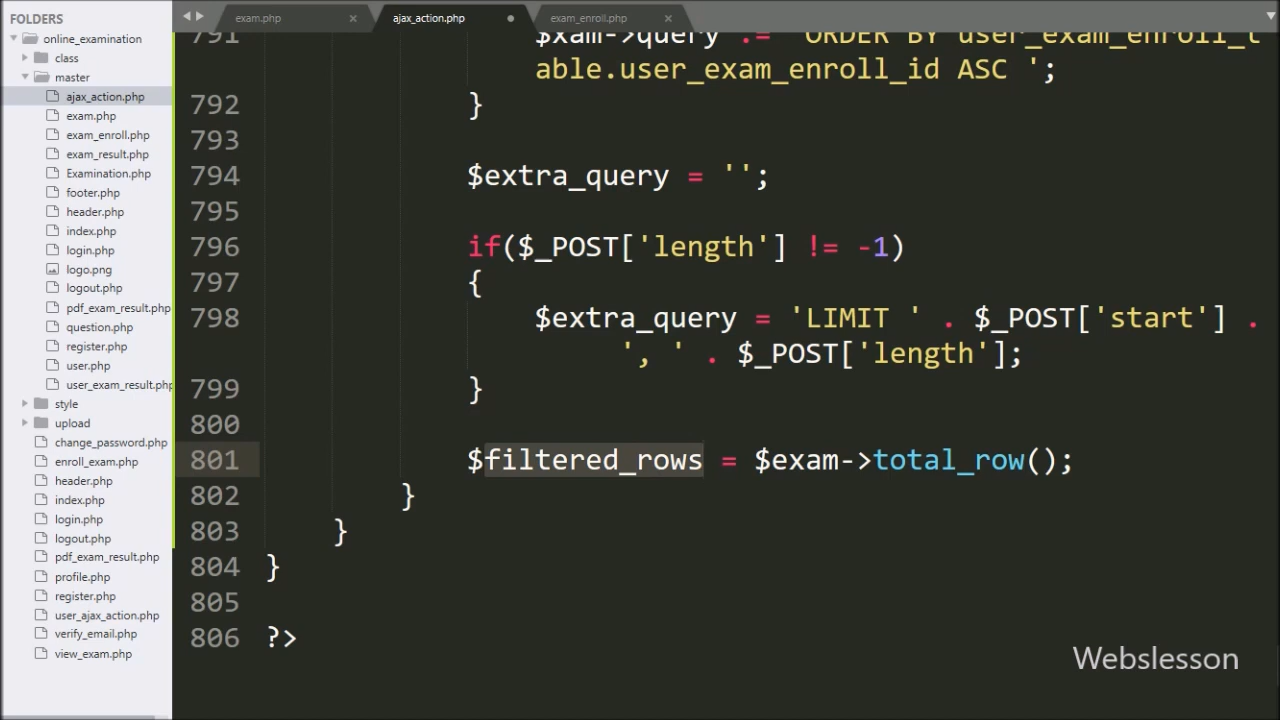 FOLDERS
online_examination
class
master
ajax_action.php
exam.php
exam_enroll.php
exam_result.php
Examination.php
footer.php
header.php
index.php
login.php
logo.png
logout.php
pdf_exam_result.php
question.php
register.php
user.php
user_exam_result.php
style
upload
change_password.php
enroll_exam.php
header.php
index.php
login.php
logout.php
pdf_exam_result.php
profile.php
register.php
user_ajax_action.php
verify_email.php
view_exam.php
exam.php ajax_action.php exam_enroll.php
791 $xam->query .= 'ORDER BY user_exam_enroll_t
able.user_exam_enroll_id ASC ';
792 }
793
794 $extra_query = '';
795
796 if($_POST['length'] != -1)
797 {
798 $extra_query = 'LIMIT ' . $_POST['start'] .
', ' . $_POST['length'];
799 }
800
801 $filtered_rows = $exam->total_row();
802 }
803 }
804 }
805
806 ?>
Webslesson